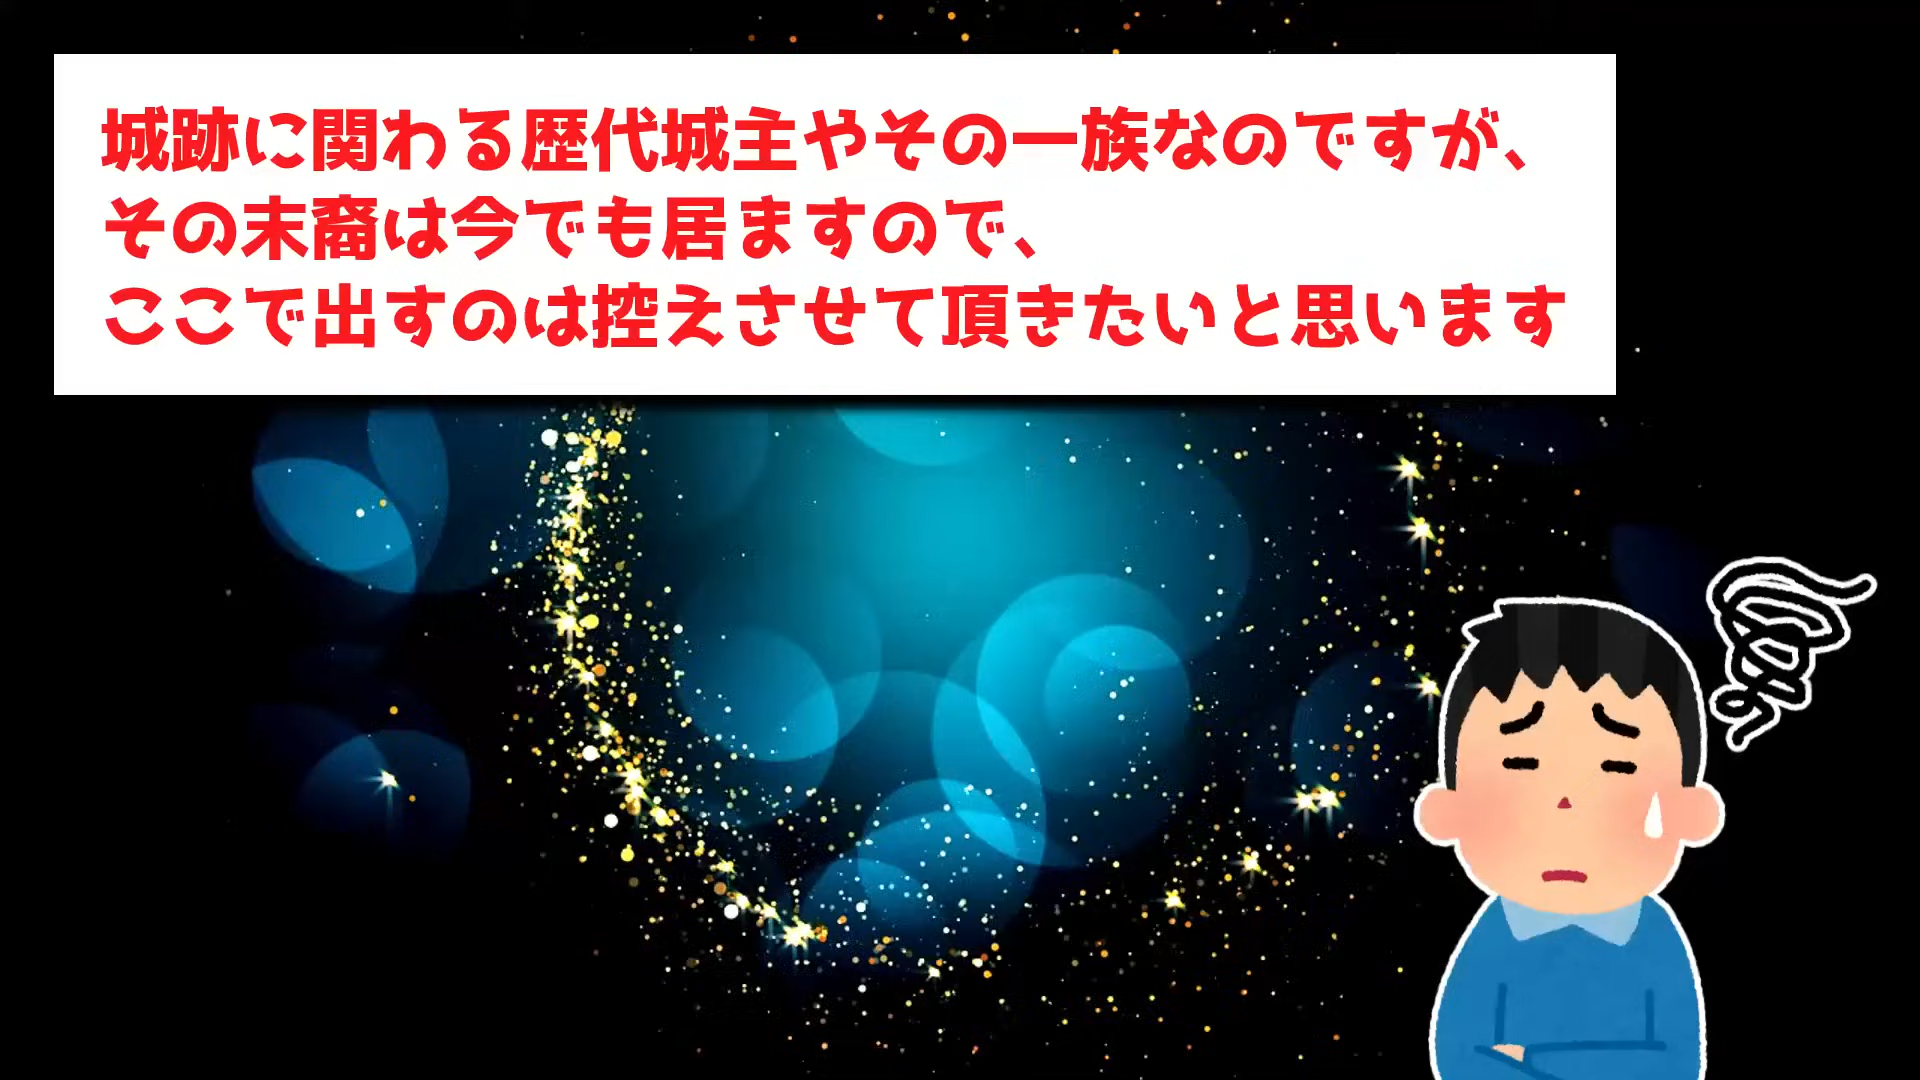 城跡に関わる歴代城主やその一族なのですが、
その末裔は今でも居ますので、
ここで出すのは控えさせて頂きたいと思います